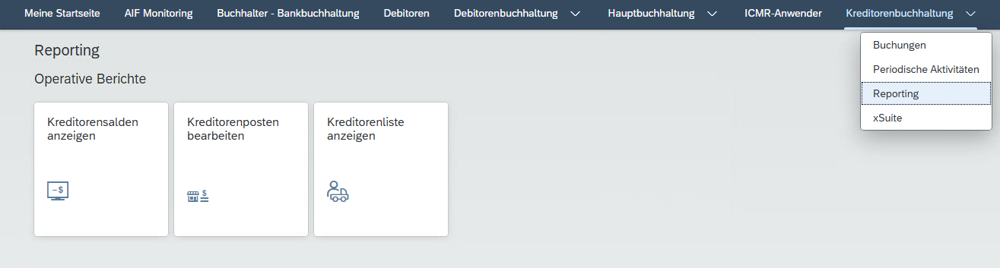 Meine Startseite AIF Monitoring Buchhalter - Bankbuchhaltung Debitoren Debitorenbuchhaltung Hauptbuchhaltung ICMR-Anwender Kreditorenbuchhaltung
Buchungen
Periodische Aktivitäten
Reporting
xSuite
Reporting
Operative Berichte
Kreditorensalden
anzeigen
Kreditorenposten
bearbeiten
Kreditorenliste
anzeigen
-$
$